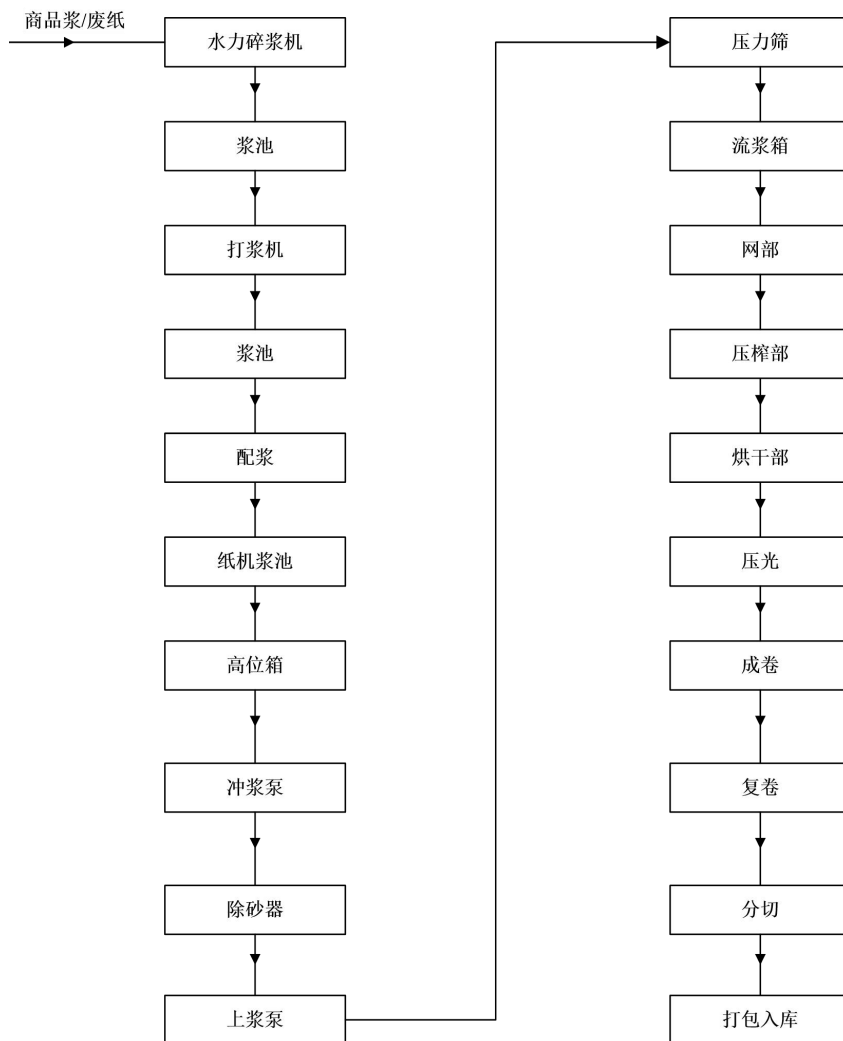 商品浆/废纸
水力碎浆机
浆池
打浆机
浆池
配浆
纸机浆池
高位箱
冲浆泵
除砂器
上浆泵
压力筛
流浆箱
网部
压榨部
烘干部
压光
成卷
复卷
分切
打包入库